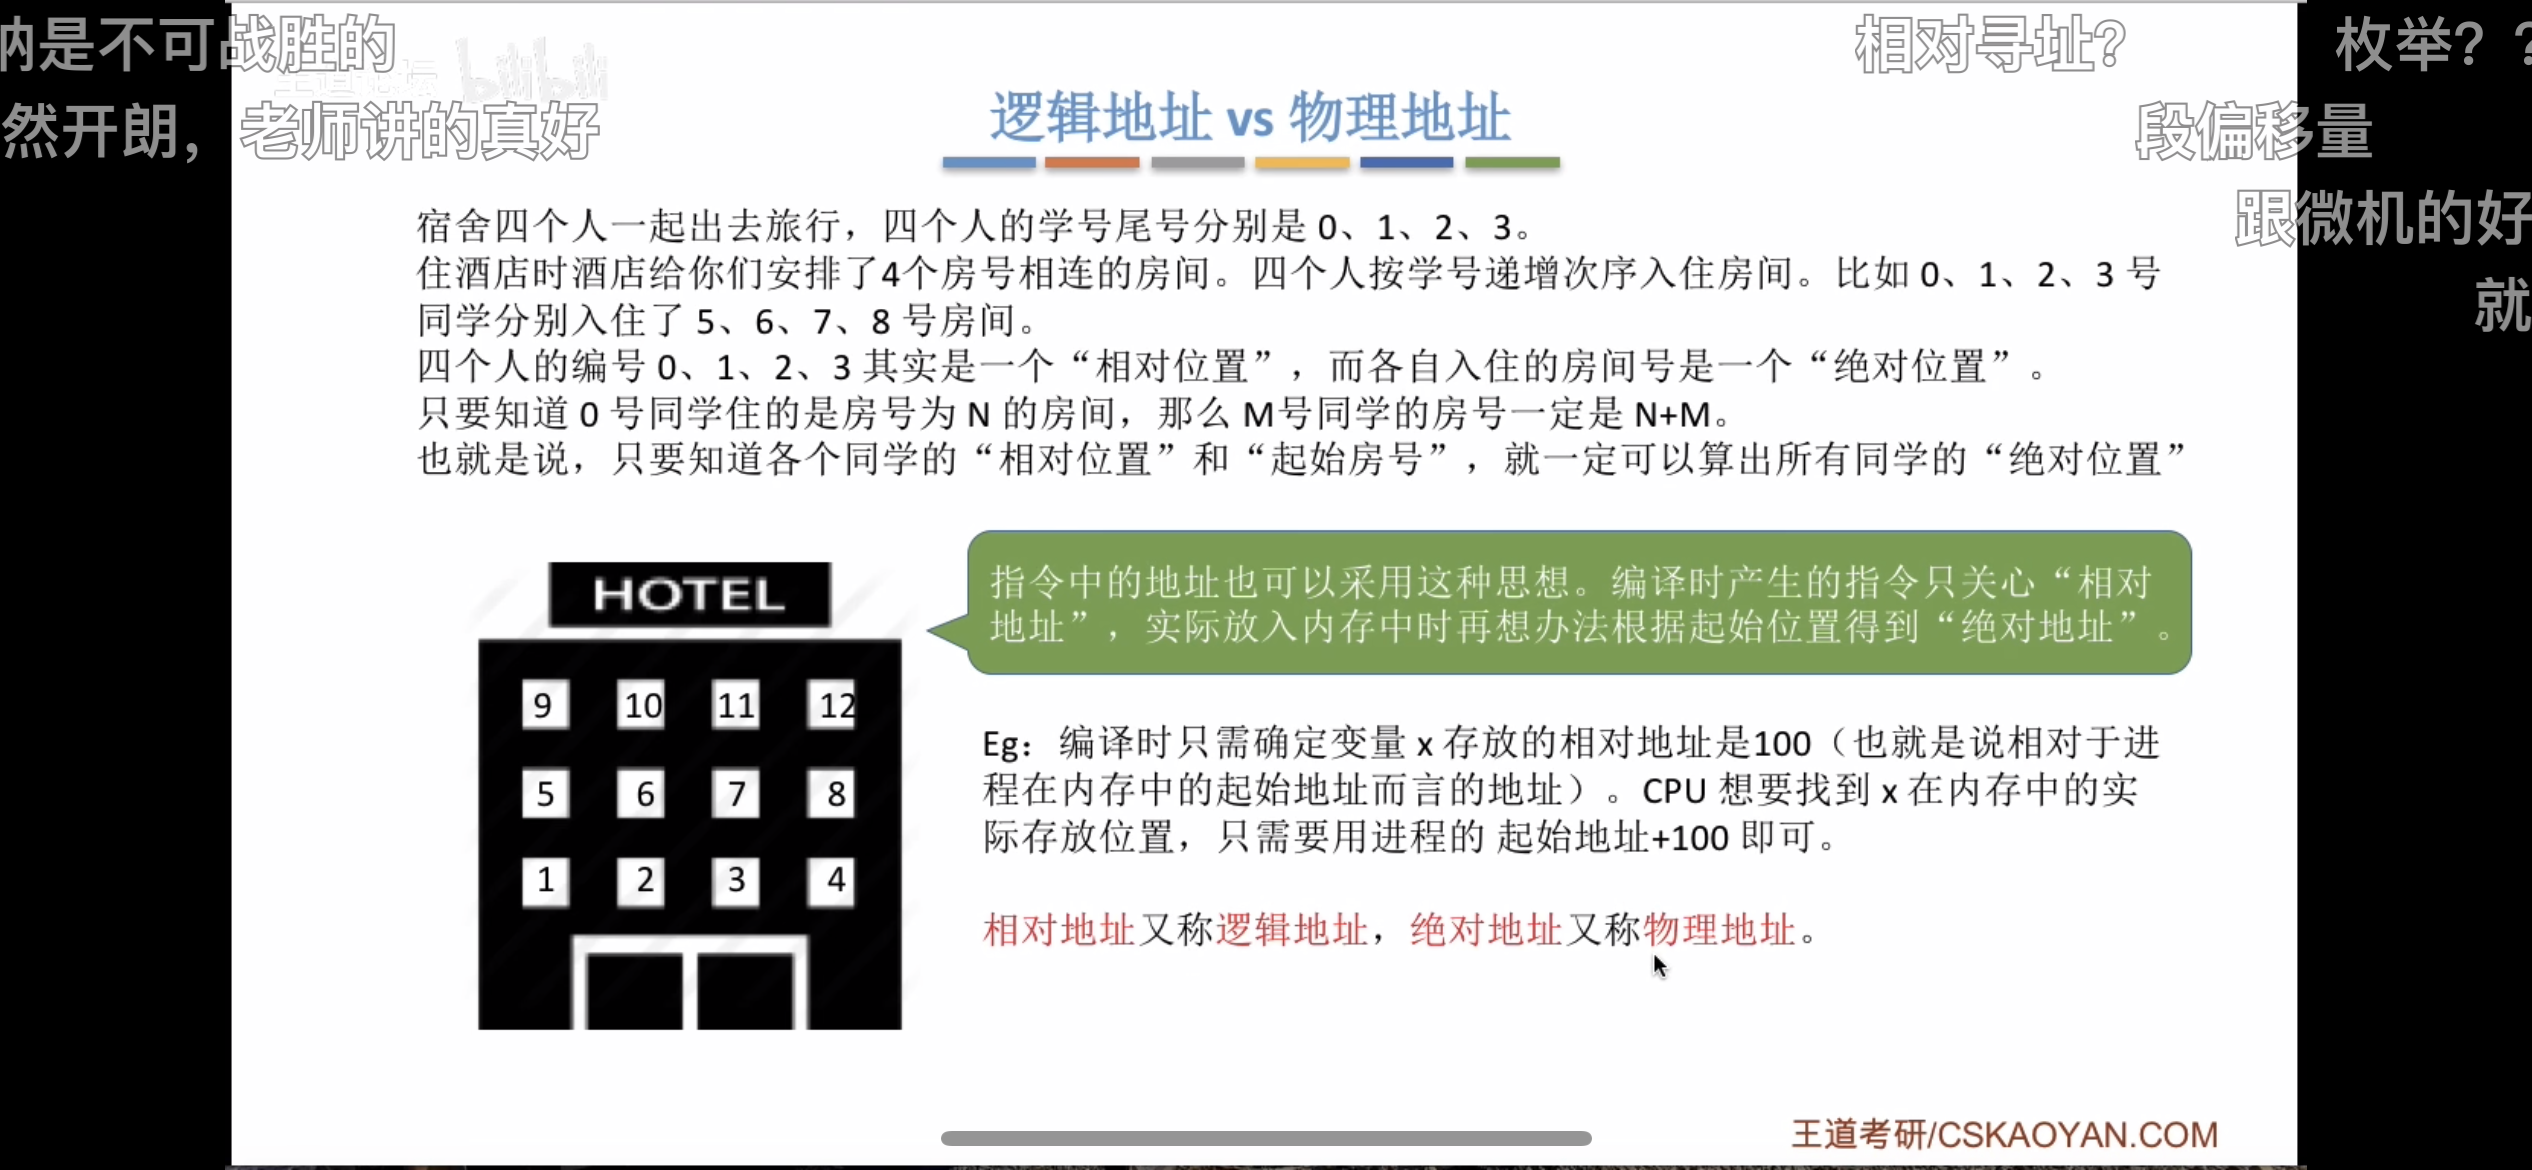 纳是不可战胜的
相对寻址？
枚举？？
王道论坛 bilibili
然开朗，老师讲的真好
段偏移量
逻辑地址 vs 物理地址
跟微机的好
就
宿舍四个人一起出去旅行，四个人的学号尾号分别是 0、1、2、3。
住酒店时酒店给你们安排了4个房号相连的房间。四个人按学号递增次序入住房间。比如 0、1、2、3 号
同学分别入住了 5、6、7、8 号房间。
四个人的编号 0、1、2、3 其实是一个“相对位置”，而各自入住的房间号是一个“绝对位置”。
只要知道 0 号同学住的是房号为 N 的房间，那么 M号同学的房号一定是 N+M。
也就是说，只要知道各个同学的“相对位置”和“起始房号”，就一定可以算出所有同学的“绝对位置”
HOTEL
9 10 11 12
5 6 7 8
1 2 3 4
指令中的地址也可以采用这种思想。编译时产生的指令只关心“相对
地址”，实际放入内存中时再想办法根据起始位置得到“绝对地址”。
Eg：编译时只需确定变量 x 存放的相对地址是100（也就是说相对于进
程在内存中的起始地址而言的地址）。CPU 想要找到 x 在内存中的实
际存放位置，只需要用进程的 起始地址+100 即可。
相对地址又称逻辑地址，绝对地址又称物理地址。
王道考研/CSKAOYAN.COM